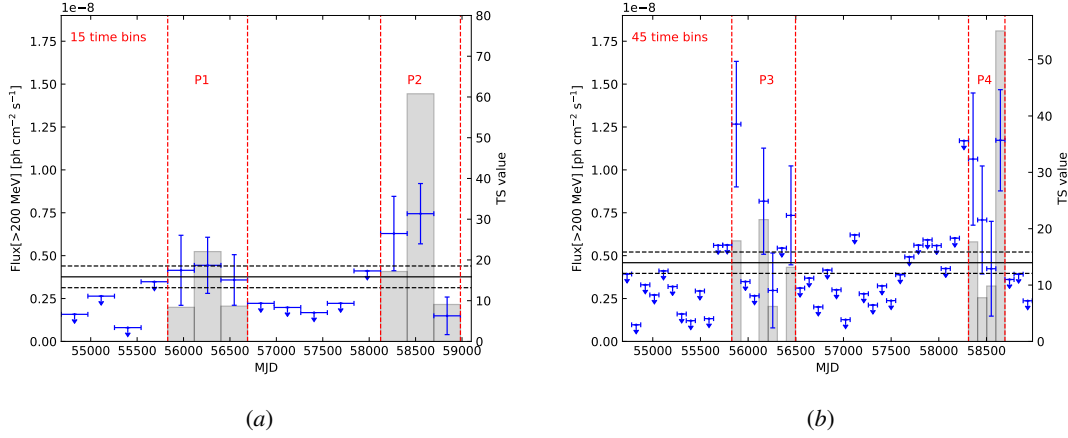 1e−8
15 time bins
P1
P2
Flux[>200 MeV] [ph cm⁻² s⁻¹]
0.00
0.25
0.50
0.75
1.00
1.25
1.50
1.75
55000 55500 56000 56500 57000 57500 58000 58500 59000
MJD
0
10
20
30
40
50
60
70
80
TS value
(a)
1e−8
45 time bins
P3
P4
Flux[>200 MeV] [ph cm⁻² s⁻¹]
0.00
0.25
0.50
0.75
1.00
1.25
1.50
1.75
55000 55500 56000 56500 57000 57500 58000 58500
MJD
0
10
20
30
40
50
TS value
(b)